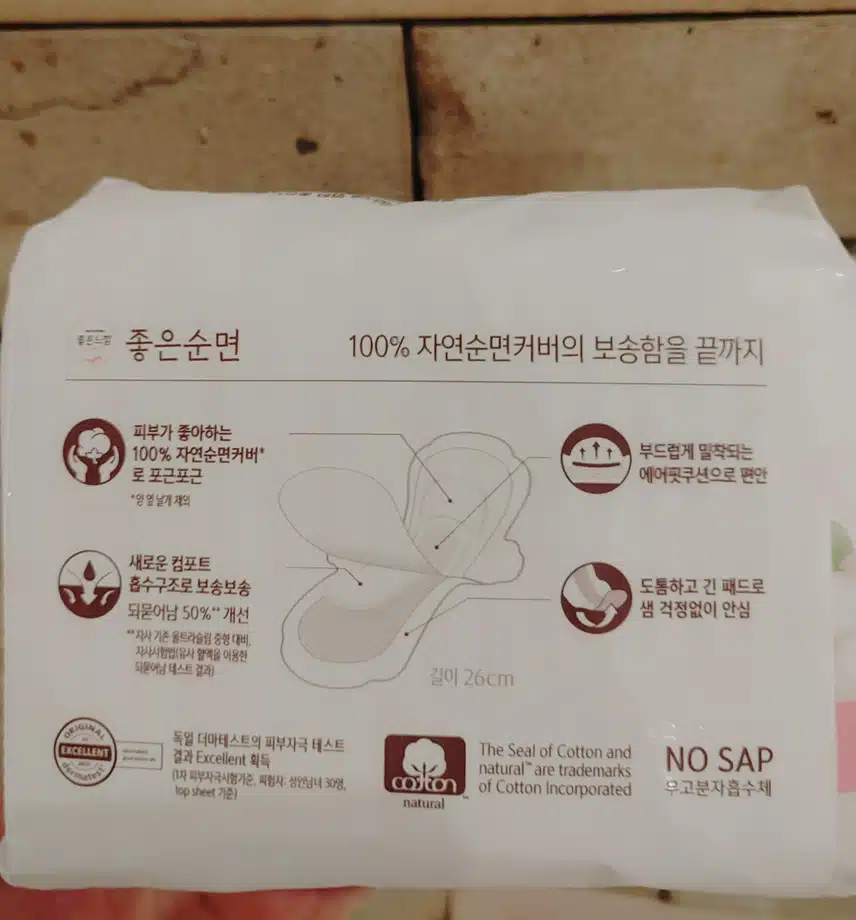 좋은느낌
좋은순면
100% 자연순면커버의 보송함을 끝까지
피부가 좋아하는
100% 자연순면커버*
로 포근포근
*양 옆 날개 제외
부드럽게 밀착되는
에어핏쿠션으로 편안
새로운 컴포트
흡수구조로 보송보송
되묻어남 50%** 개선
**자사 기존 울트라슬림 중형 대비,
자사시험법(유사 혈액을 이용한
되묻어남 테스트 결과)
도톰하고 긴 패드로
샘 걱정없이 안심
길이 26cm
ORIGINAL
EXCELLENT
dermatest
독일 더마테스트의 피부자극 테스트
결과 Excellent 획득
(1차 피부자극시험기준, 피험자: 성인남녀 30명,
top sheet 기준)
cotton
natural™
The Seal of Cotton and
natural™ are trademarks
of Cotton Incorporated
NO SAP
무고분자흡수체